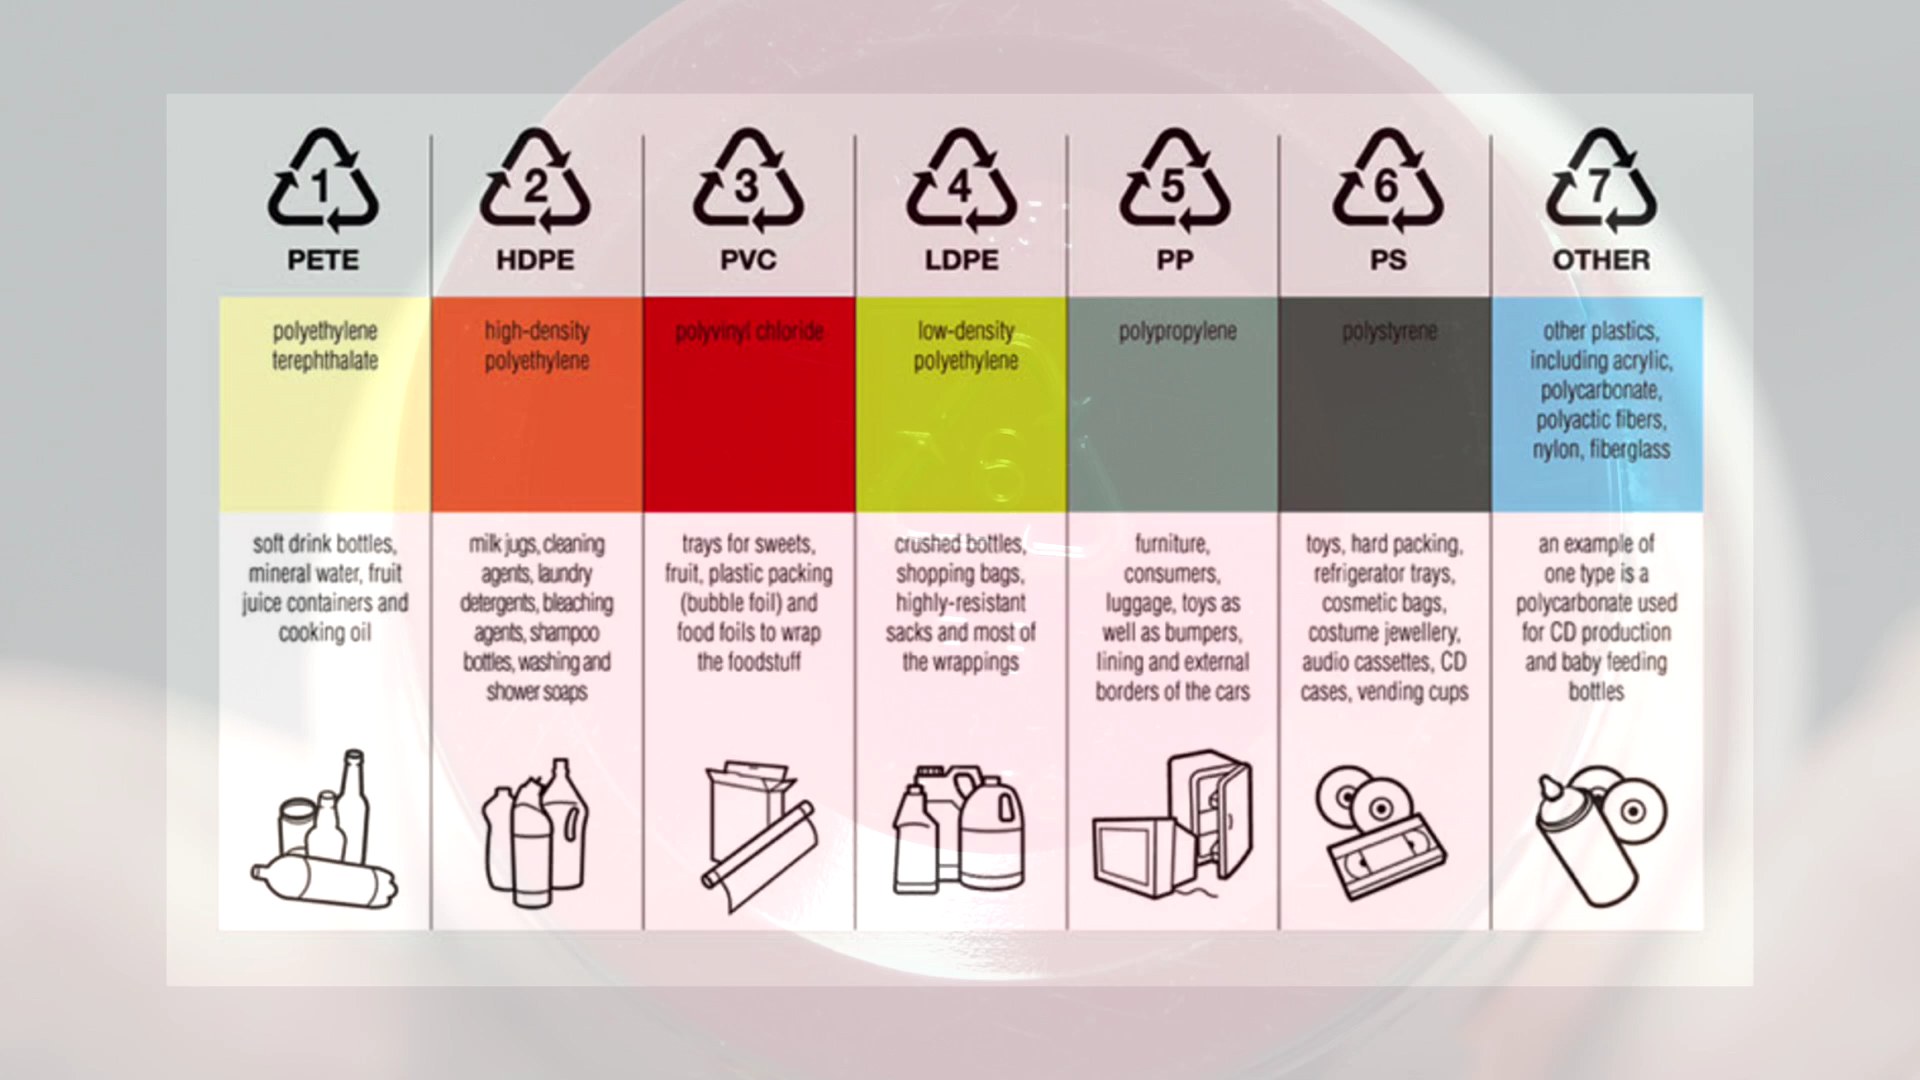 1
PETE
polyethylene
terephthalate
soft drink bottles,
mineral water, fruit
juice containers and
cooking oil
2
HDPE
high-density
polyethylene
milk jugs, cleaning
agents, laundry
detergents, bleaching
agents, shampoo
bottles, washing and
shower soaps
3
PVC
polyvinyl chloride
trays for sweets,
fruit, plastic packing
(bubble foil) and
food foils to wrap
the foodstuff
4
LDPE
low-density
polyethylene
crushed bottles,
shopping bags,
highly-resistant
sacks and most of
the wrappings
5
PP
polypropylene
furniture,
consumers,
luggage, toys as
well as bumpers,
lining and external
borders of the cars
6
PS
polystyrene
toys, hard packing,
refrigerator trays,
cosmetic bags,
costume jewellery,
audio cassettes, CD
cases, vending cups
7
OTHER
other plastics,
including acrylic,
polycarbonate,
polyactic fibers,
nylon, fiberglass
an example of
one type is a
polycarbonate used
for CD production
and baby feeding
bottles